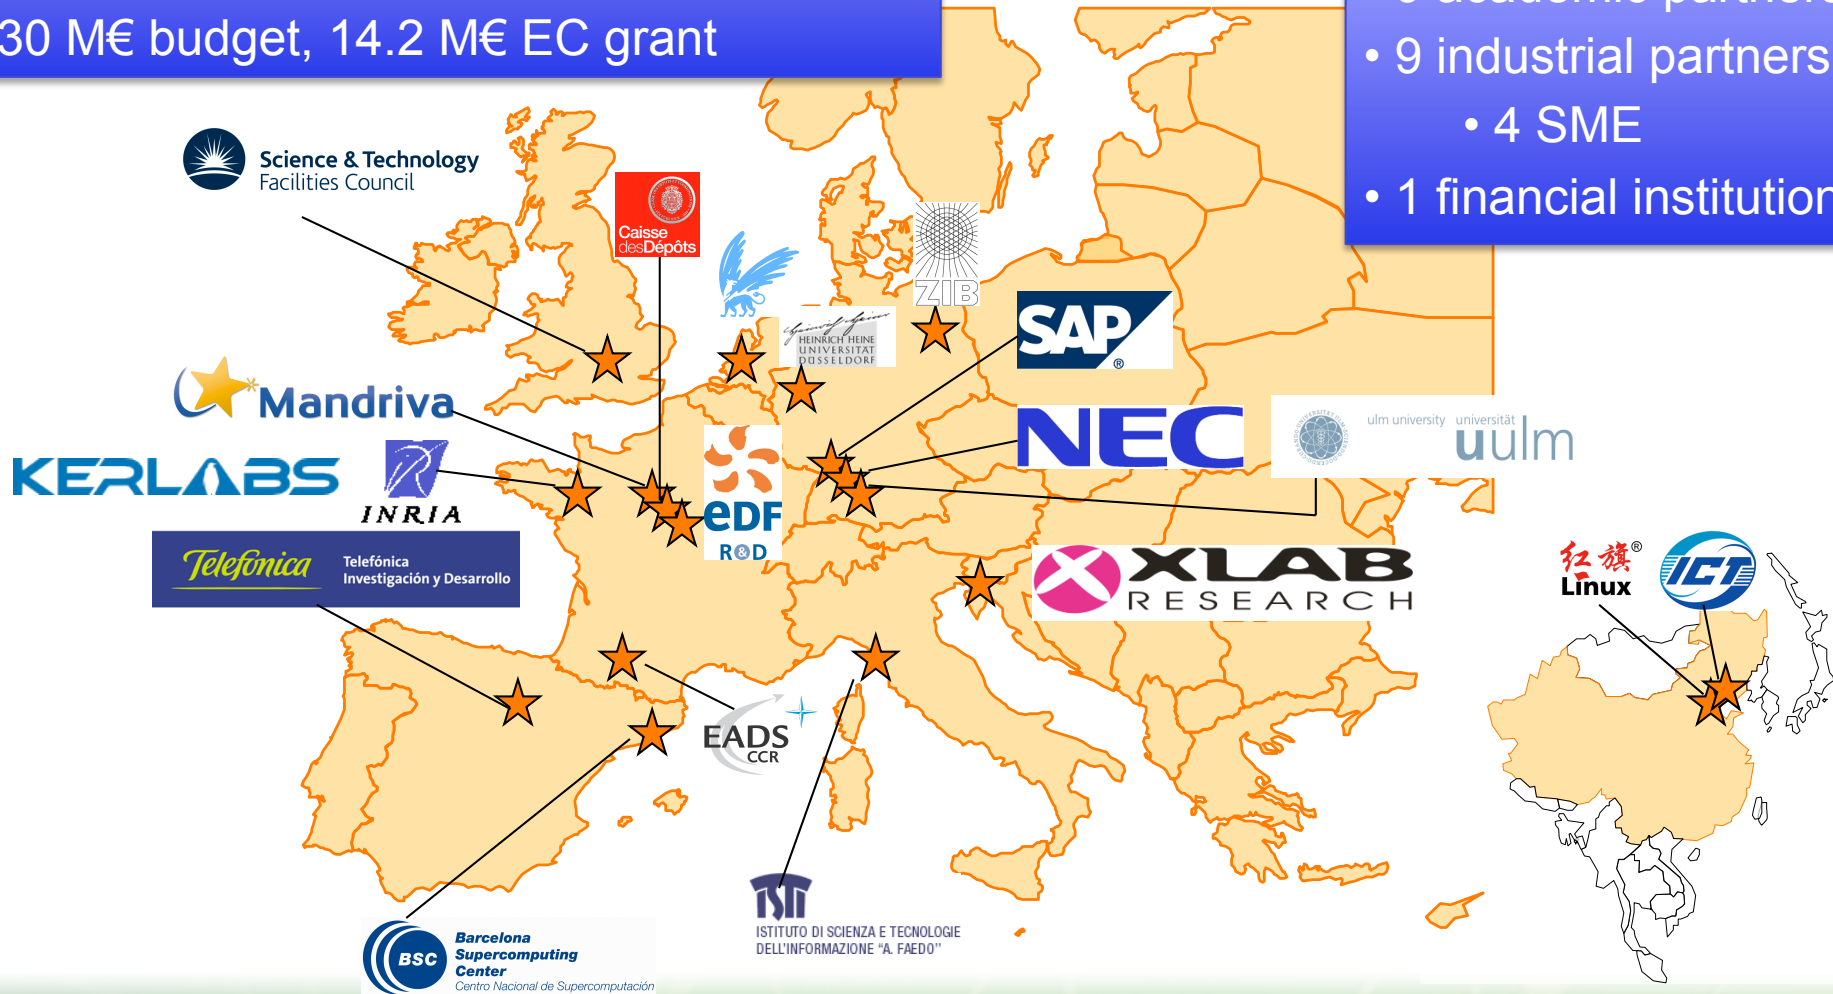 30 M€ budget, 14.2 M€ EC grant
• 9 industrial partners
• 4 SME
• 1 financial institution
Science & Technology
Facilities Council
Caisse
desDépôts
ZIB
HEINRICH HEINE
UNIVERSITÄT
DÜSSELDORF
SAP®
Mandriva
NEC
ulm university universität
uulm
KERLABS
INRIA
eDF
R&D
Telefónica
Telefónica
Investigación y Desarrollo
XLAB
RESEARCH
红旗®
Linux
ICT
EADS
CCR
ISTI
ISTITUTO DI SCIENZA E TECNOLOGIE
DELL'INFORMAZIONE "A. FAEDO"
BSC
Barcelona
Supercomputing
Center
Centro Nacional de Supercomputación